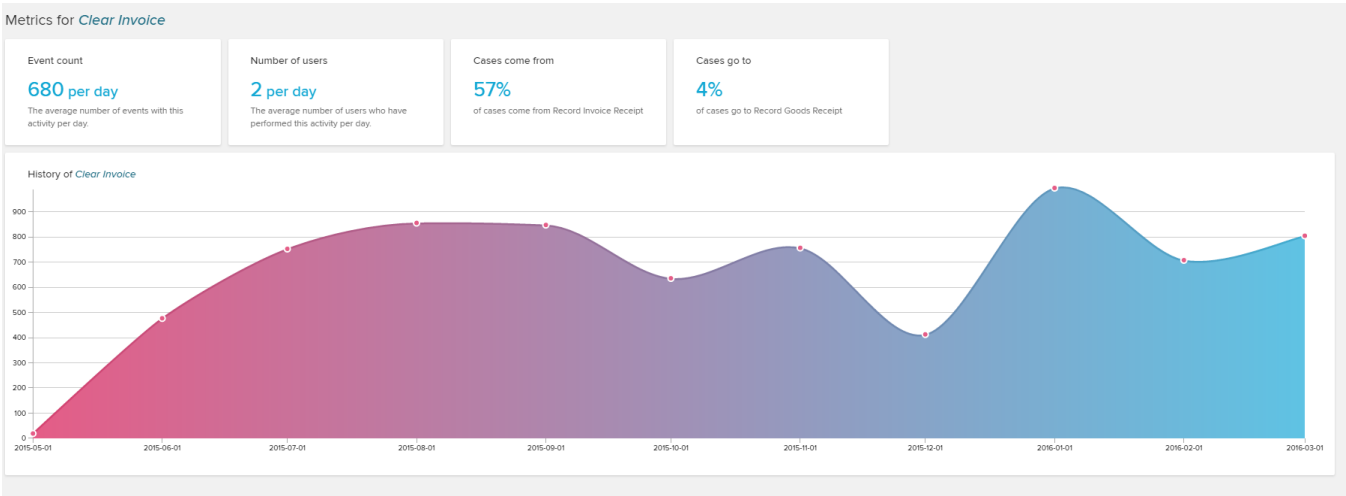 Metrics for Clear Invoice
Event count
680 per day
The average number of events with this
activity per day.
Number of users
2 per day
The average number of users who have
performed this activity per day.
Cases come from
57%
of cases come from Record Invoice Receipt
Cases go to
4%
of cases go to Record Goods Receipt
History of Clear Invoice
900
800
700
600
500
400
300
200
100
0
2015-05-01 2015-06-01 2015-07-01 2015-08-01 2015-09-01 2015-10-01 2015-11-01 2015-12-01 2016-01-01 2016-02-01 2016-03-01